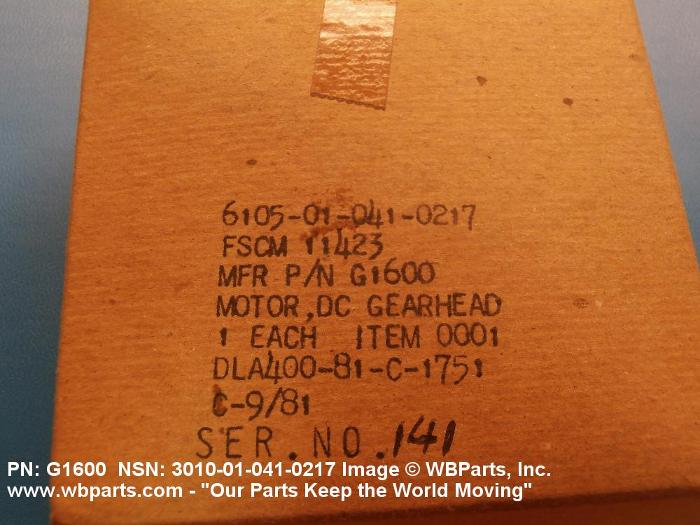 6105-01-041-0217
FSCM 11423
MFR P/N G1600
MOTOR,DC GEARHEAD
1 EACH ITEM 0001
DLA400-81-C-1751
C-9/81
SER.NO.141
PN: G1600 NSN: 3010-01-041-0217 Image © WBParts, Inc.
www.wbparts.com - "Our Parts Keep the World Moving"